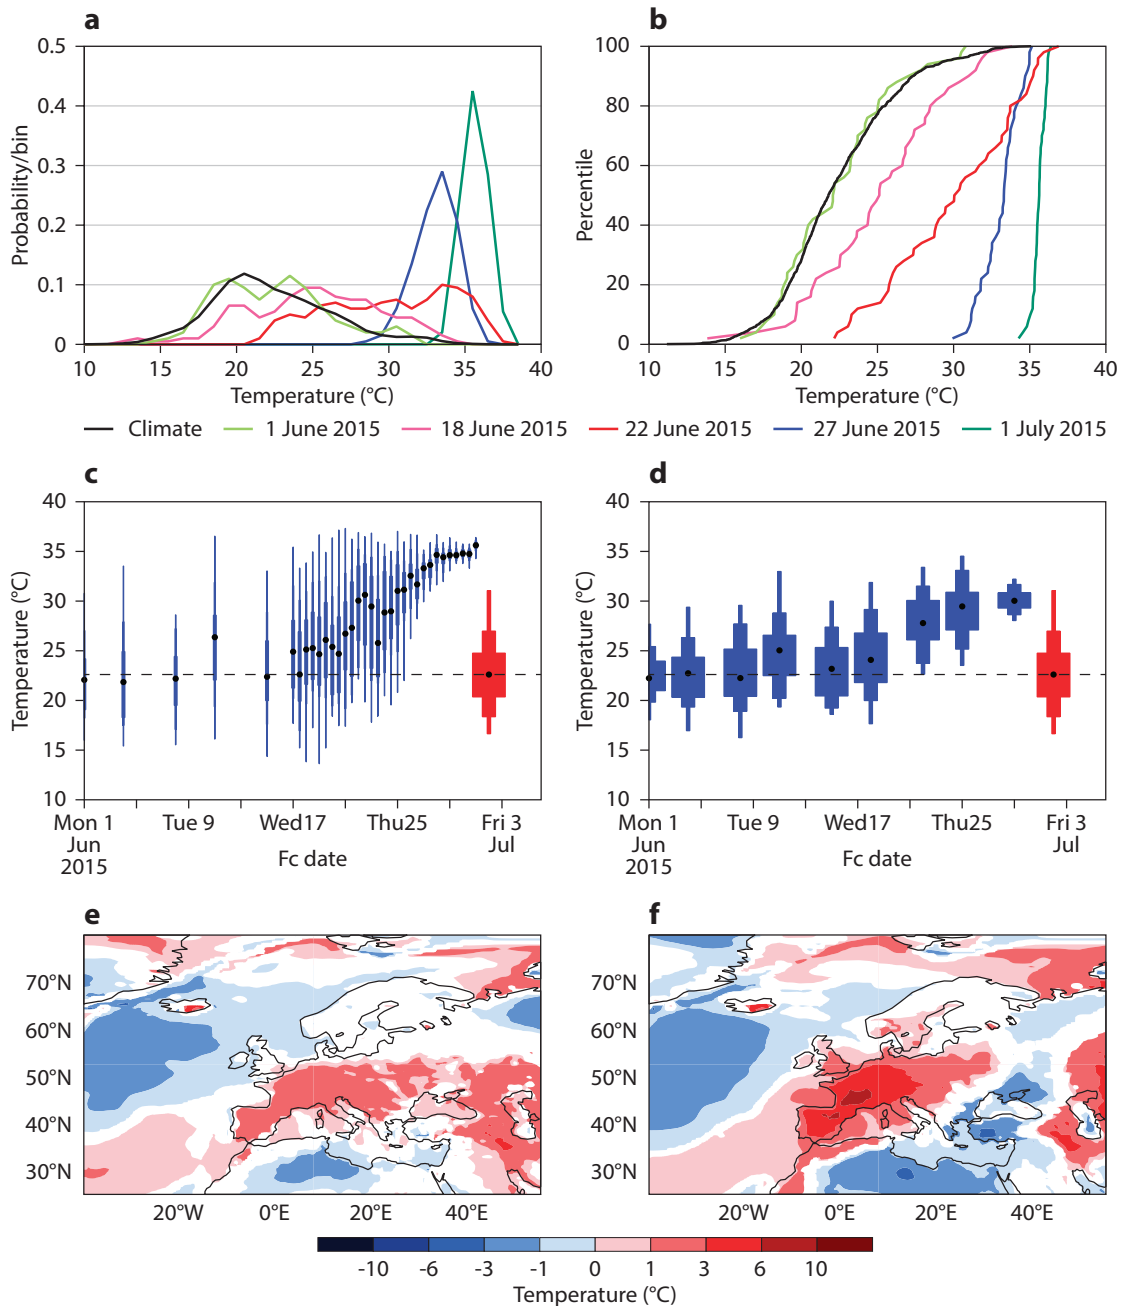 a
b
0.5
0.4
0.3
0.2
0.1
0
Probability/bin
10 15 20 25 30 35 40
Temperature (°C)
100
80
60
40
20
0
Percentile
10 15 20 25 30 35 40
Temperature (°C)
Climate 1 June 2015 18 June 2015 22 June 2015 27 June 2015 1 July 2015
c
d
40
35
30
25
20
15
10
Temperature (°C)
Mon 1 Tue 9 Wed17 Thu25 Fri 3
Jun Jul
2015
Fc date
40
35
30
25
20
15
10
Temperature (°C)
Mon 1 Tue 9 Wed17 Thu25 Fri 3
Jun Jul
2015
Fc date
e
f
70°N
60°N
50°N
40°N
30°N
20°W 0°E 20°E 40°E
70°N
60°N
50°N
40°N
30°N
20°W 0°E 20°E 40°E
-10 -6 -3 -1 0 1 3 6 10
Temperature (°C)